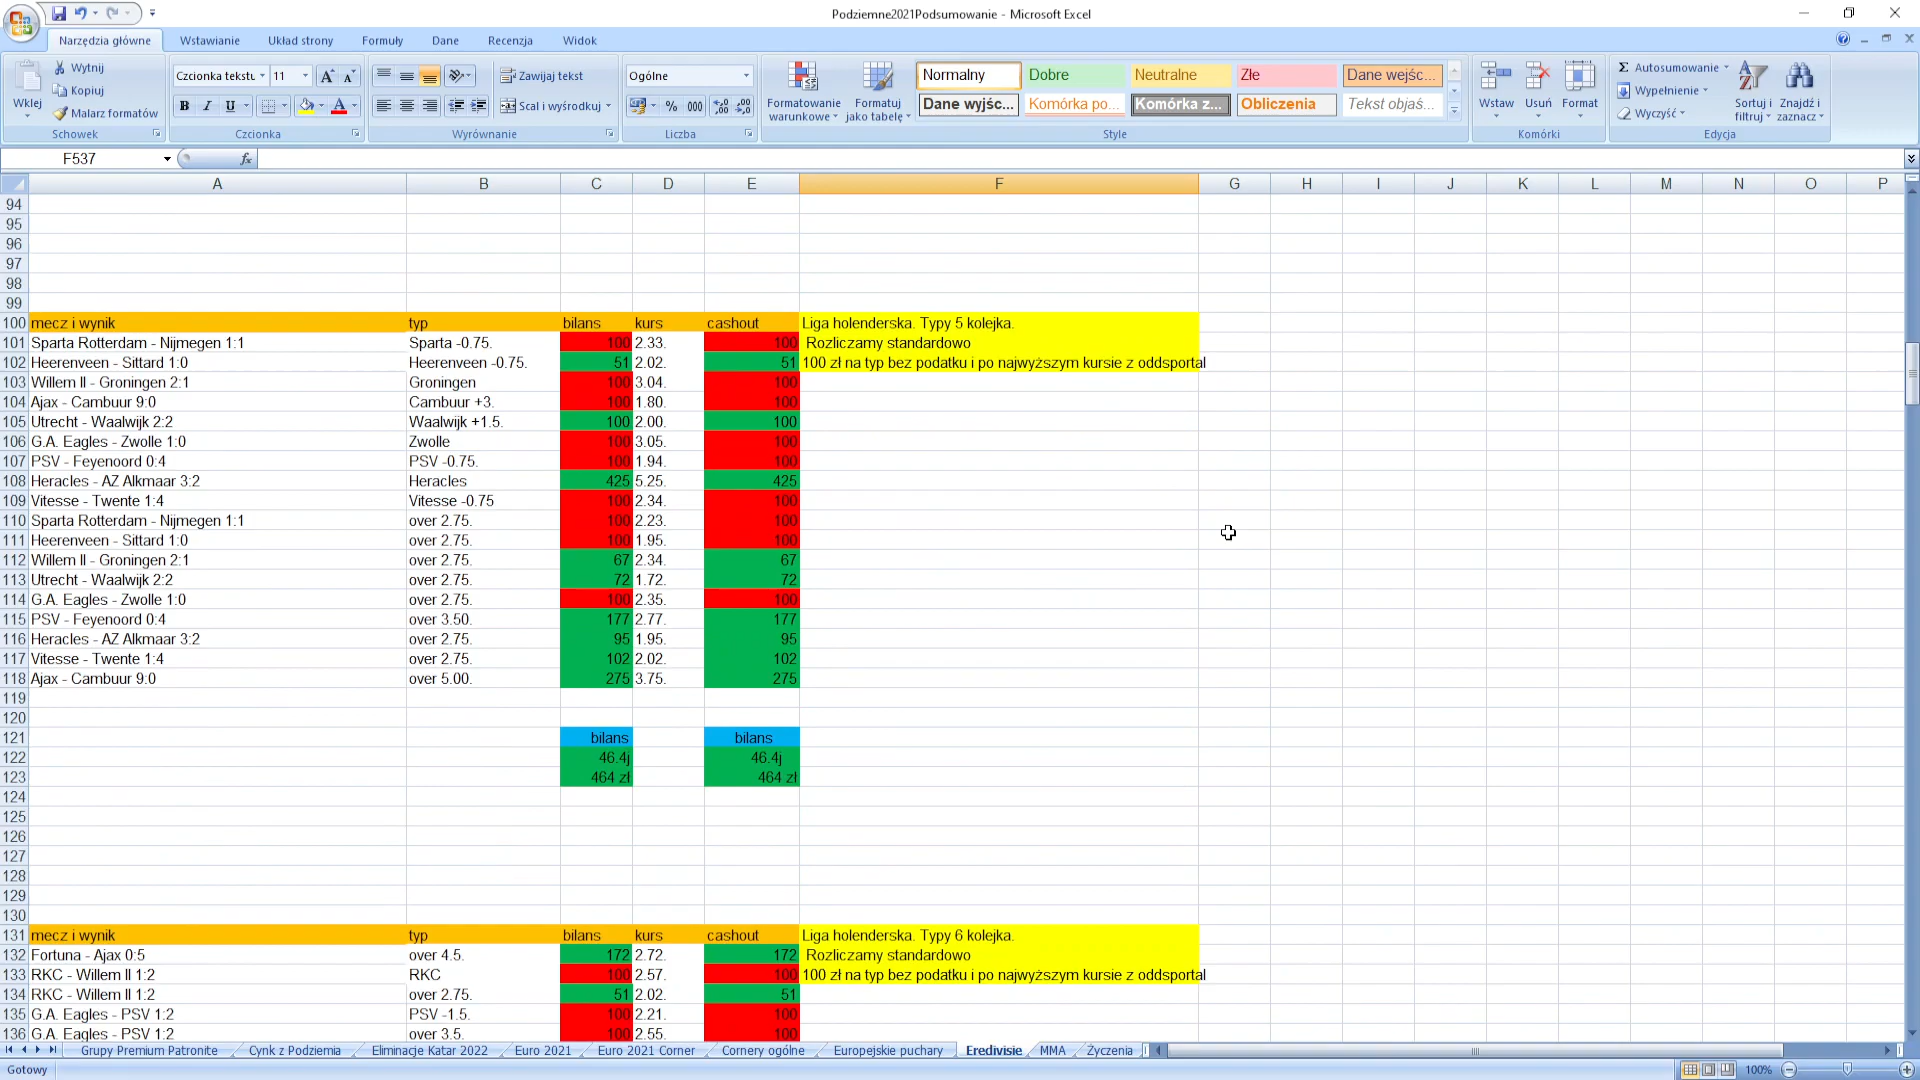 Podziemne2021Podsumowanie - Microsoft Excel
Narzędzia główne Wstawianie Układ strony Formuły Dane Recenzja Widok
Wklej Wytnij Kopiuj Malarz formatów Schowek
Czcionka tekstu 11 Czcionka
Zawijaj tekst Scal i wyśrodkuj Wyrównanie
Ogólne Liczba
Formatowanie warunkowe Formatuj jako tabelę
Normalny Dobre Neutralne Złe Dane wejśc...
Dane wyjśc... Komórka po... Komórka z... Obliczenia Tekst objaś...
Style
Wstaw Usuń Format Komórki
Autosumowanie Wypełnienie Wyczyść Sortuj i filtruj Znajdź i zaznacz Edycja
F537 fx
A B C D E F G H I J K L M N O P
94
95
96
97
98
99
100 mecz i wynik typ bilans kurs cashout Liga holenderska. Typy 5 kolejka.
101 Sparta Rotterdam - Nijmegen 1:1 Sparta -0.75. 100 2.33. 100 Rozliczamy standardowo
102 Heerenveen - Sittard 1:0 Heerenveen -0.75. 51 2.02. 51 100 zł na typ bez podatku i po najwyższym kursie z oddsportal
103 Willem II - Groningen 2:1 Groningen 100 3.04. 100
104 Ajax - Cambuur 9:0 Cambuur +3. 100 1.80. 100
105 Utrecht - Waalwijk 2:2 Waalwijk +1.5. 100 2.00. 100
106 G.A. Eagles - Zwolle 1:0 Zwolle 100 3.05. 100
107 PSV - Feyenoord 0:4 PSV -0.75. 100 1.94. 100
108 Heracles - AZ Alkmaar 3:2 Heracles 425 5.25. 425
109 Vitesse - Twente 1:4 Vitesse -0.75 100 2.34. 100
110 Sparta Rotterdam - Nijmegen 1:1 over 2.75. 100 2.23. 100
111 Heerenveen - Sittard 1:0 over 2.75. 100 1.95. 100
112 Willem II - Groningen 2:1 over 2.75. 67 2.34. 67
113 Utrecht - Waalwijk 2:2 over 2.75. 72 1.72. 72
114 G.A. Eagles - Zwolle 1:0 over 2.75. 100 2.35. 100
115 PSV - Feyenoord 0:4 over 3.50. 177 2.77. 177
116 Heracles - AZ Alkmaar 3:2 over 2.75. 95 1.95. 95
117 Vitesse - Twente 1:4 over 2.75. 102 2.02. 102
118 Ajax - Cambuur 9:0 over 5.00. 275 3.75. 275
119
120
121 bilans bilans
122 46.4j 46.4j
123 464 zł 464 zł
124
125
126
127
128
129
130
131 mecz i wynik typ bilans kurs cashout Liga holenderska. Typy 6 kolejka.
132 Fortuna - Ajax 0:5 over 4.5. 172 2.72. 172 Rozliczamy standardowo
133 RKC - Willem II 1:2 RKC 100 2.57. 100 100 zł na typ bez podatku i po najwyższym kursie z oddsportal
134 RKC - Willem II 1:2 over 2.75. 51 2.02. 51
135 G.A. Eagles - PSV 1:2 PSV -1.5. 100 2.21. 100
136 G.A. Eagles - PSV 1:2 over 3.5. 100 2.55. 100
Grupy Premium Patronite Cynk z Podziemia Eliminacje Katar 2022 Euro 2021 Euro 2021 Corner Cornery ogólne Europejskie puchary Eredivisie MMA Życzenia
Gotowy 100%